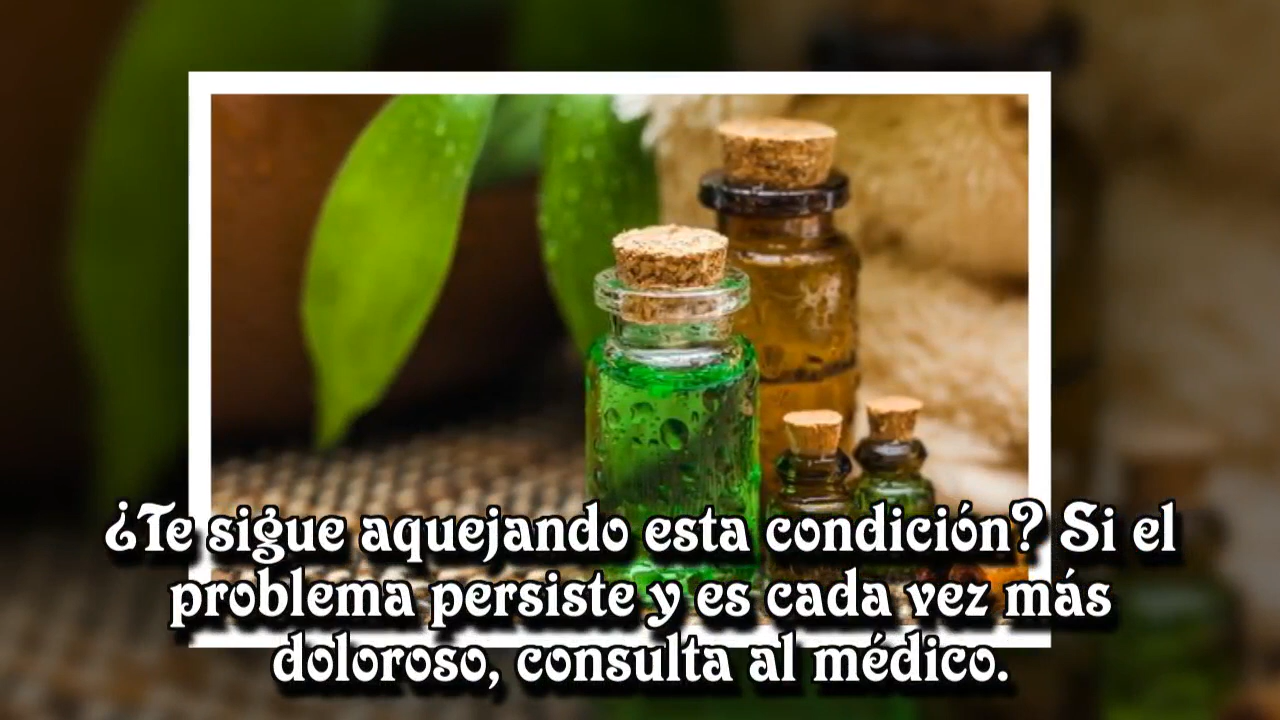 ¿Te sigue aquejando esta condición? Si el
problema persiste y es cada vez más
doloroso, consulta al médico.